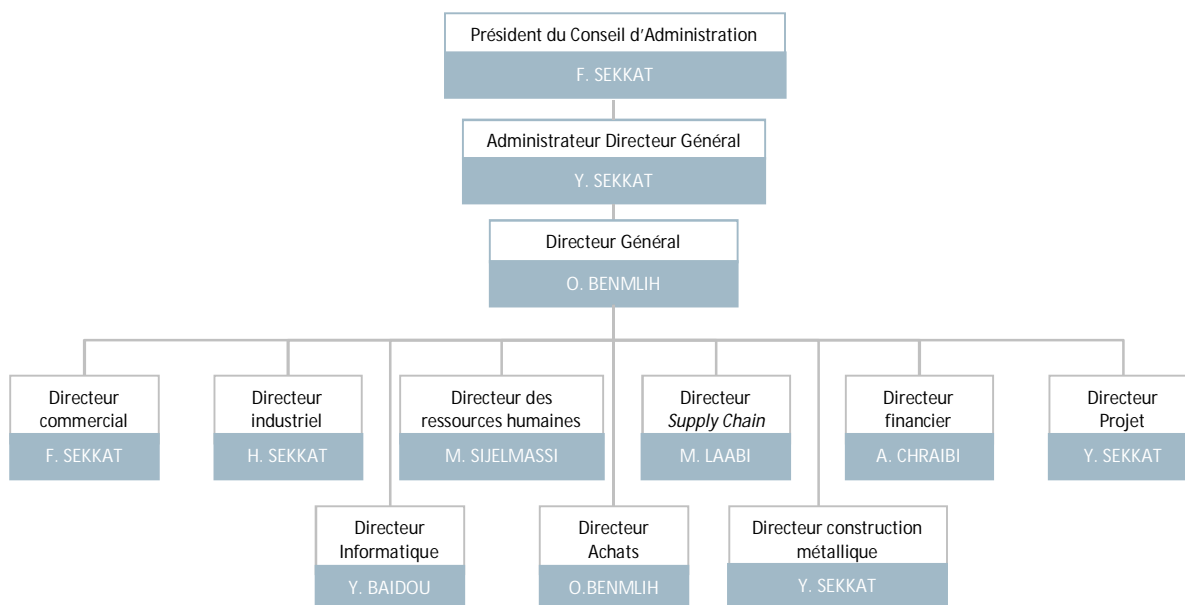 Président du Conseil d'Administration
F. SEKKAT
Administrateur Directeur Général
Y. SEKKAT
Directeur Général
O. BENMLIH
Directeur
commercial
F. SEKKAT
Directeur
industriel
H. SEKKAT
Directeur des
ressources humaines
M. SIJELMASSI
Directeur
Supply Chain
M. LAABI
Directeur
financier
A. CHRAIBI
Directeur
Projet
Y. SEKKAT
Directeur
Informatique
Y. BAIDOU
Directeur
Achats
O.BENMLIH
Directeur construction
métallique
Y. SEKKAT